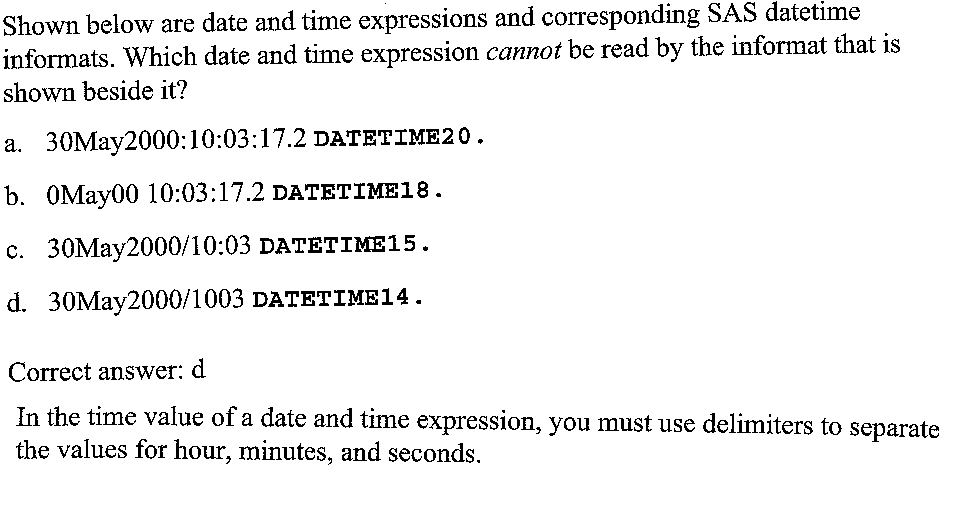 Shown below are date and time expressions and corresponding SAS datetime
informats. Which date and time expression cannot be read by the informat that is
shown beside it?
a. 30May2000:10:03:17.2 DATETIME20.
b. 0May00 10:03:17.2 DATETIME18.
c. 30May2000/10:03 DATETIME15.
d. 30May2000/1003 DATETIME14.
Correct answer: d
In the time value of a date and time expression, you must use delimiters to separate
the values for hour, minutes, and seconds.